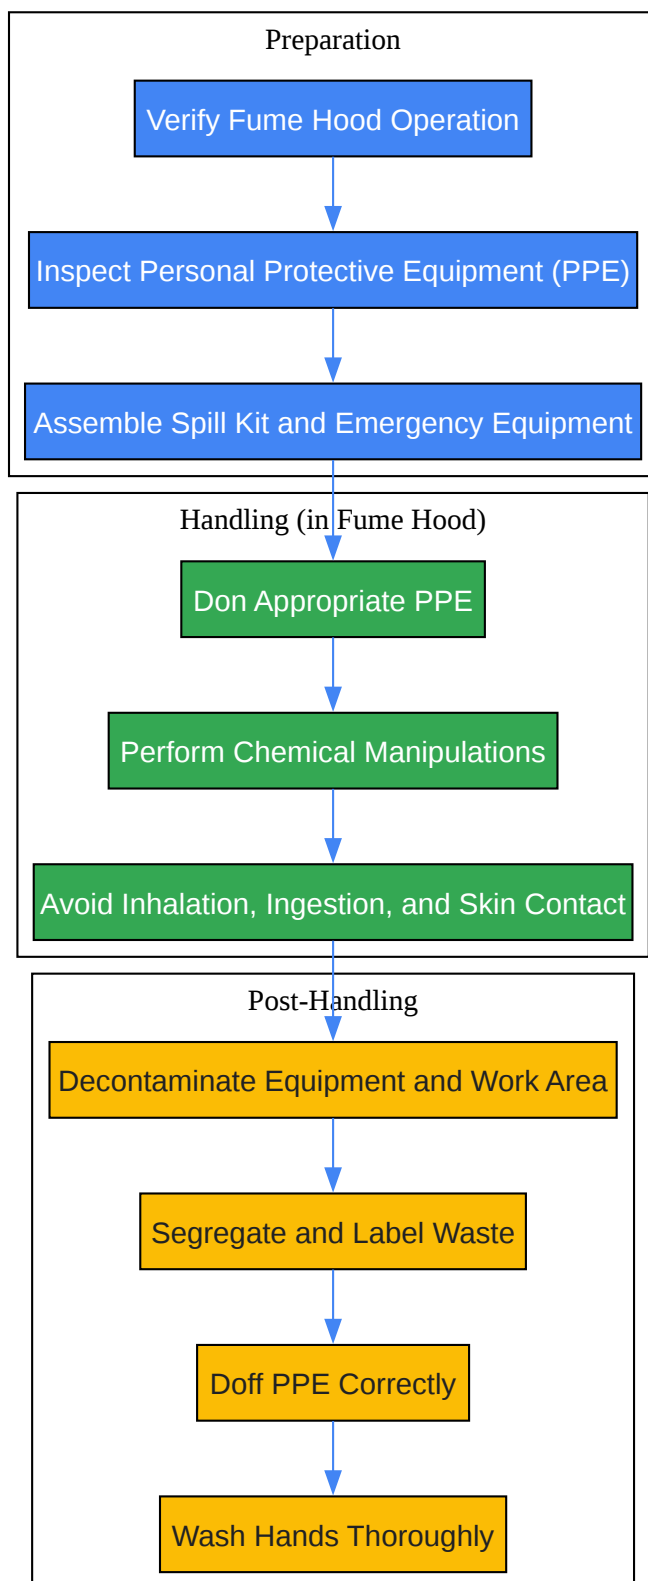 Preparation
Verify Fume Hood Operation
Inspect Personal Protective Equipment (PPE)
Assemble Spill Kit and Emergency Equipment
Handling (in Fume Hood)
Don Appropriate PPE
Perform Chemical Manipulations
Avoid Inhalation, Ingestion, and Skin Contact
Post-Handling
Decontaminate Equipment and Work Area
Segregate and Label Waste
Doff PPE Correctly
Wash Hands Thoroughly